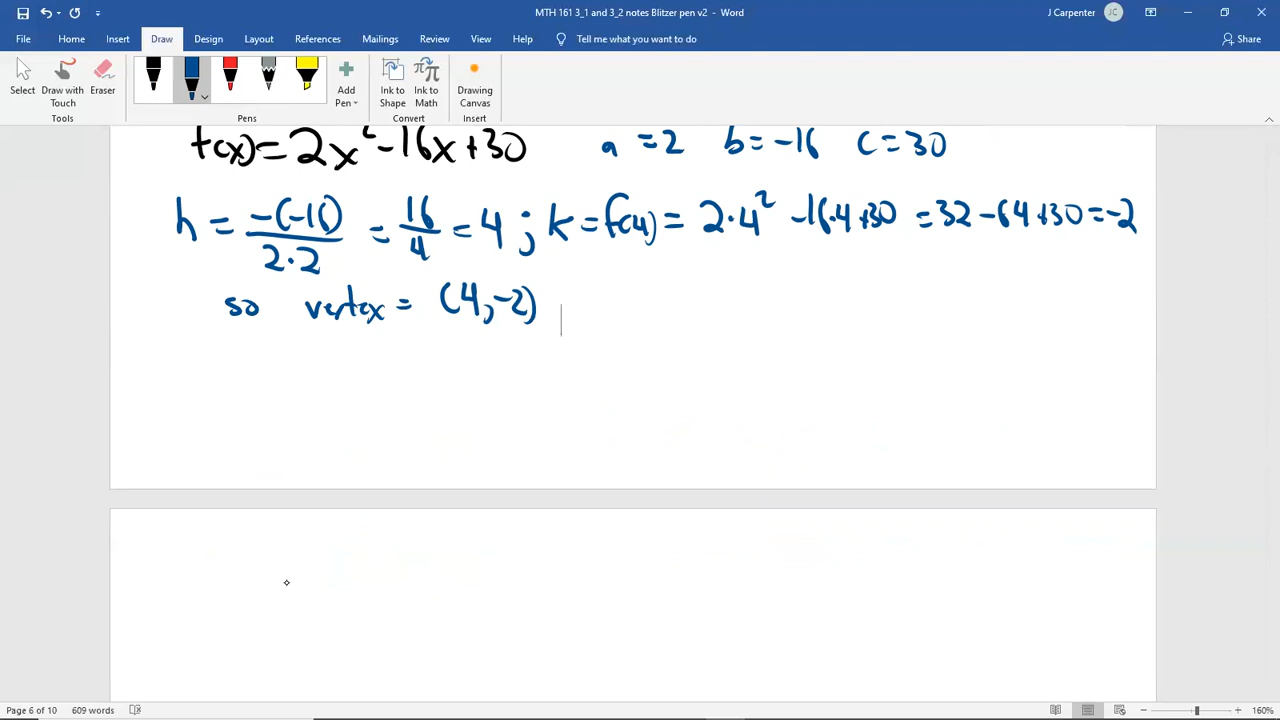 MTH 161 3_1 and 3_2 notes Blitzer pen v2 - Word
J Carpenter JC
File Home Insert Draw Design Layout References Mailings Review View Help Tell me what you want to do Share
Select Draw with Touch Eraser Add Pen Ink to Shape Ink to Math Drawing Canvas
Tools Pens Convert Insert
f(x) = 2x² - 16x + 30 a = 2 b = -16 c = 30
h = -(-16) / 2·2 = 16/4 = 4 ; k = f(4) = 2·4² - 16·4 + 30 = 32 - 64 + 30 = -2
so vertex = (4, -2)
Page 6 of 10 609 words 160%